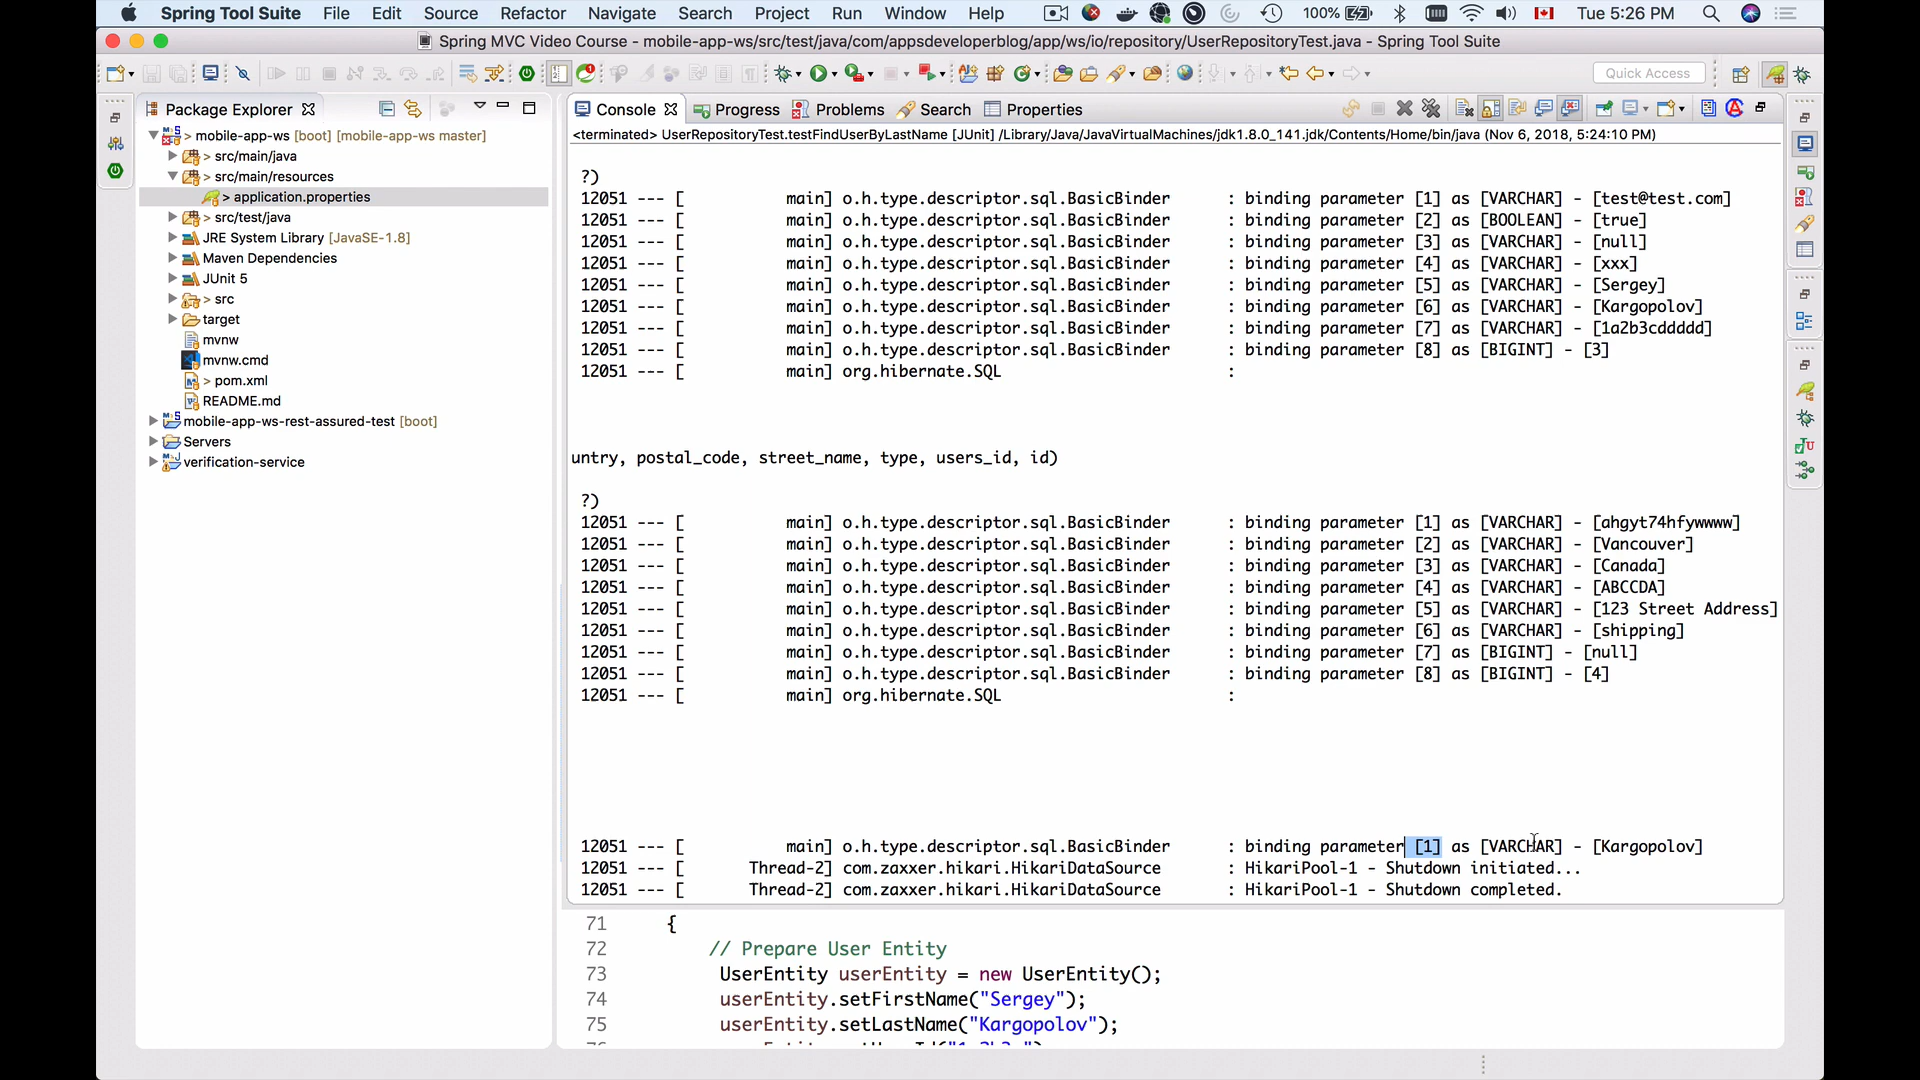 Spring Tool Suite File Edit Source Refactor Navigate Search Project Run Window Help 100% Tue 5:26 PM
Spring MVC Video Course - mobile-app-ws/src/test/java/com/appsdeveloperblog/app/ws/io/repository/UserRepositoryTest.java - Spring Tool Suite
Quick Access
Package Explorer
> mobile-app-ws [boot] [mobile-app-ws master]
> src/main/java
> src/main/resources
> application.properties
> src/test/java
JRE System Library [JavaSE-1.8]
Maven Dependencies
JUnit 5
> src
target
mvnw
mvnw.cmd
> pom.xml
README.md
mobile-app-ws-rest-assured-test [boot]
Servers
verification-service
Console Progress Problems Search Properties
<terminated> UserRepositoryTest.testFindUserByLastName [JUnit] /Library/Java/JavaVirtualMachines/jdk1.8.0_141.jdk/Contents/Home/bin/java (Nov 6, 2018, 5:24:10 PM)
?)
12051 --- [ main] o.h.type.descriptor.sql.BasicBinder : binding parameter [1] as [VARCHAR] - [test@test.com]
12051 --- [ main] o.h.type.descriptor.sql.BasicBinder : binding parameter [2] as [BOOLEAN] - [true]
12051 --- [ main] o.h.type.descriptor.sql.BasicBinder : binding parameter [3] as [VARCHAR] - [null]
12051 --- [ main] o.h.type.descriptor.sql.BasicBinder : binding parameter [4] as [VARCHAR] - [xxx]
12051 --- [ main] o.h.type.descriptor.sql.BasicBinder : binding parameter [5] as [VARCHAR] - [Sergey]
12051 --- [ main] o.h.type.descriptor.sql.BasicBinder : binding parameter [6] as [VARCHAR] - [Kargopolov]
12051 --- [ main] o.h.type.descriptor.sql.BasicBinder : binding parameter [7] as [VARCHAR] - [1a2b3cddddd]
12051 --- [ main] o.h.type.descriptor.sql.BasicBinder : binding parameter [8] as [BIGINT] - [3]
12051 --- [ main] org.hibernate.SQL :
untry, postal_code, street_name, type, users_id, id)
?)
12051 --- [ main] o.h.type.descriptor.sql.BasicBinder : binding parameter [1] as [VARCHAR] - [ahgyt74hfywwww]
12051 --- [ main] o.h.type.descriptor.sql.BasicBinder : binding parameter [2] as [VARCHAR] - [Vancouver]
12051 --- [ main] o.h.type.descriptor.sql.BasicBinder : binding parameter [3] as [VARCHAR] - [Canada]
12051 --- [ main] o.h.type.descriptor.sql.BasicBinder : binding parameter [4] as [VARCHAR] - [ABCCDA]
12051 --- [ main] o.h.type.descriptor.sql.BasicBinder : binding parameter [5] as [VARCHAR] - [123 Street Address]
12051 --- [ main] o.h.type.descriptor.sql.BasicBinder : binding parameter [6] as [VARCHAR] - [shipping]
12051 --- [ main] o.h.type.descriptor.sql.BasicBinder : binding parameter [7] as [BIGINT] - [null]
12051 --- [ main] o.h.type.descriptor.sql.BasicBinder : binding parameter [8] as [BIGINT] - [4]
12051 --- [ main] org.hibernate.SQL :
12051 --- [ main] o.h.type.descriptor.sql.BasicBinder : binding parameter [1] as [VARCHAR] - [Kargopolov]
12051 --- [ Thread-2] com.zaxxer.hikari.HikariDataSource : HikariPool-1 - Shutdown initiated...
12051 --- [ Thread-2] com.zaxxer.hikari.HikariDataSource : HikariPool-1 - Shutdown completed.
71 {
72 // Prepare User Entity
73 UserEntity userEntity = new UserEntity();
74 userEntity.setFirstName("Sergey");
75 userEntity.setLastName("Kargopolov");